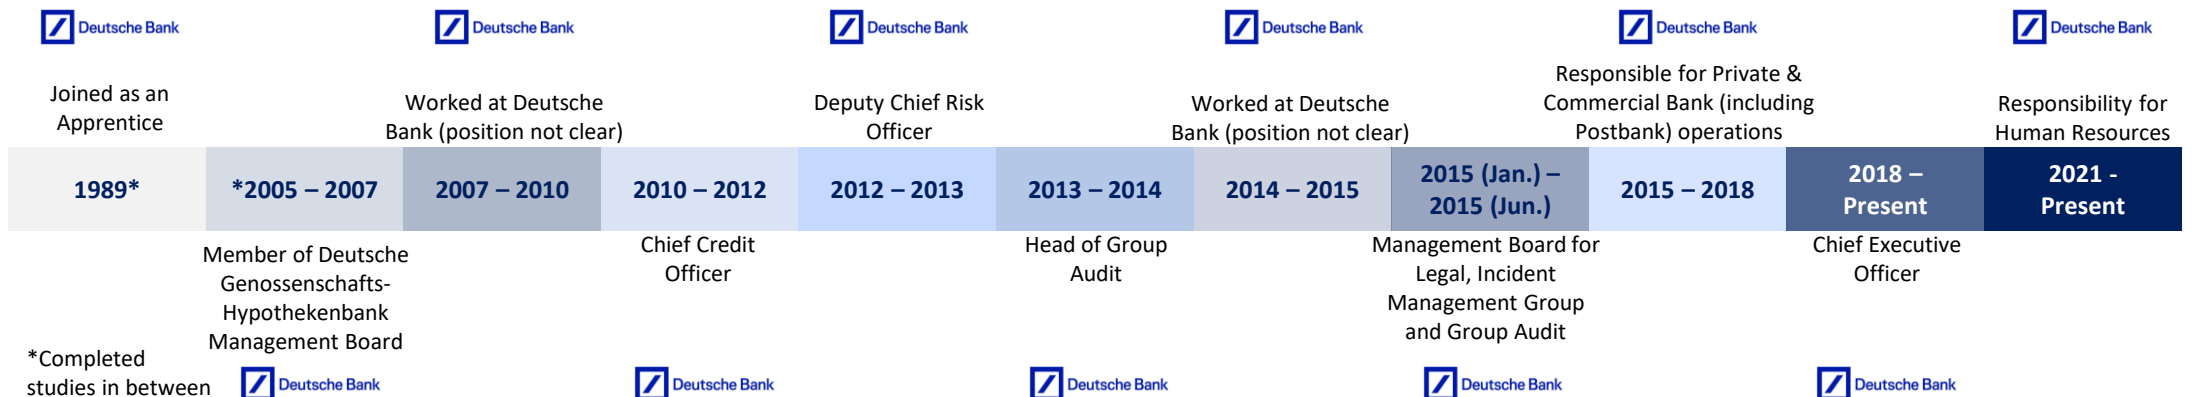 Deutsche Bank
Deutsche Bank
Deutsche Bank
Deutsche Bank
Deutsche Bank
Deutsche Bank
Joined as an
Apprentice
Worked at Deutsche
Bank (position not clear)
Deputy Chief Risk
Officer
Worked at Deutsche
Bank (position not clear)
Responsible for Private &
Commercial Bank (including
Postbank) operations
Responsibility for
Human Resources
1989*
*2005 – 2007
2007 – 2010
2010 – 2012
2012 – 2013
2013 – 2014
2014 – 2015
2015 (Jan.) –
2015 (Jun.)
2015 – 2018
2018 –
Present
2021 -
Present
Member of Deutsche
Genossenschafts-
Hypothekenbank
Management Board
Chief Credit
Officer
Head of Group
Audit
Management Board for
Legal, Incident
Management Group
and Group Audit
Chief Executive
Officer
*Completed
studies in between
Deutsche Bank
Deutsche Bank
Deutsche Bank
Deutsche Bank
Deutsche Bank